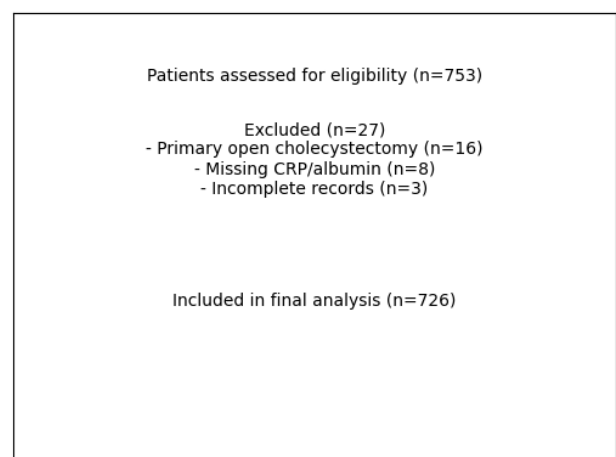 Patients assessed for eligibility (n=753)
Excluded (n=27)
- Primary open cholecystectomy (n=16)
- Missing CRP/albumin (n=8)
- Incomplete records (n=3)
Included in final analysis (n=726)